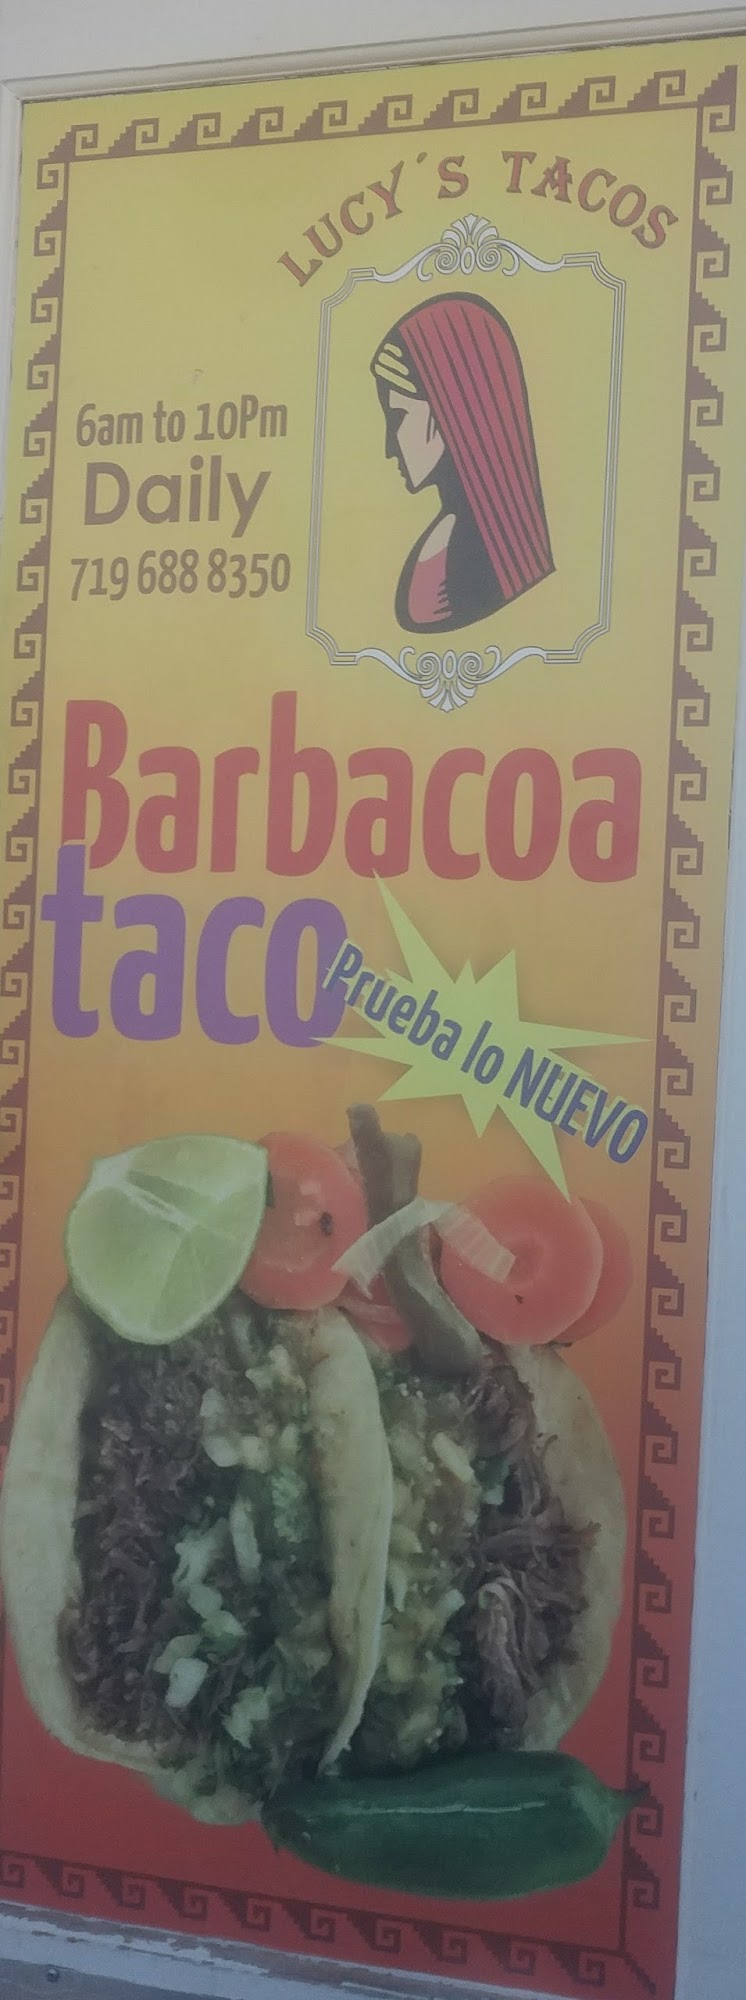 LUCY´S TACOS
6am to 10Pm
Daily
719 688 8350
Barbacoa
taco
Prueba lo NUEVO